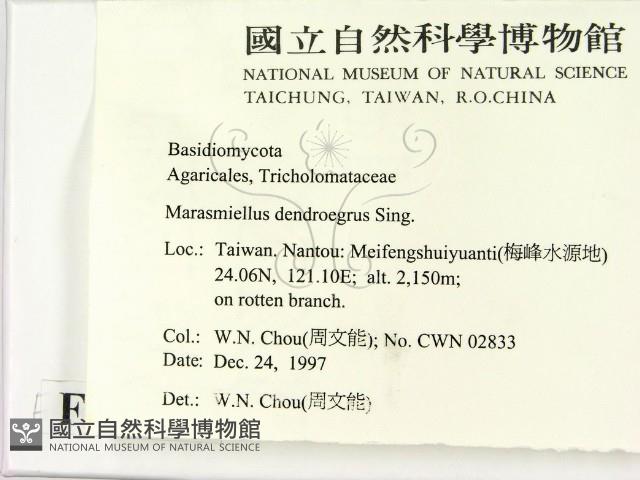 國立自然科學博物館
NATIONAL MUSEUM OF NATURAL SCIENCE
TAICHUNG, TAIWAN, R.O.CHINA
Basidiomycota
Agaricales, Tricholomataceae
Marasmiellus dendroegrus Sing.
Loc.: Taiwan. Nantou: Meifengshuiyuanti(梅峰水源地)
24.06N, 121.10E; alt. 2,150m;
on rotten branch.
Col.: W.N. Chou(周文能); No. CWN 02833
Date: Dec. 24, 1997
Det.: W.N. Chou(周文能)
F
國立自然科學博物館
NATIONAL MUSEUM OF NATURAL SCIENCE